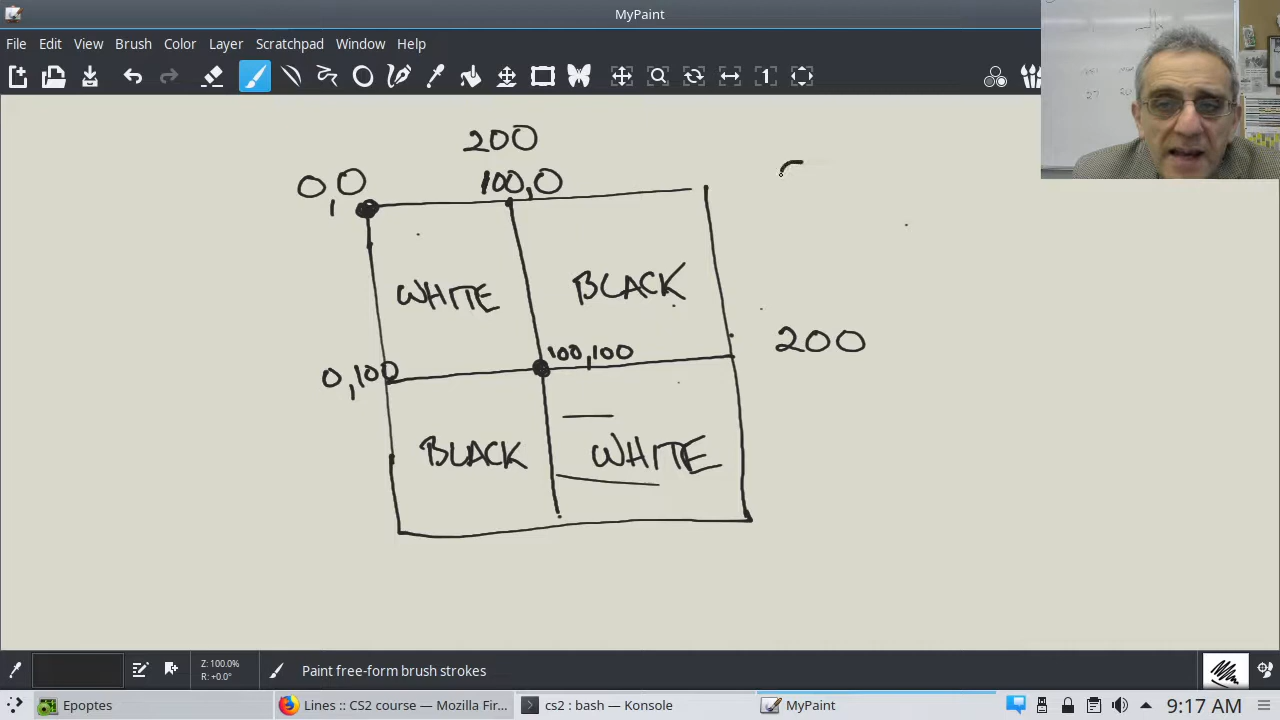 MyPaint
File Edit View Brush Color Layer Scratchpad Window Help
200
0,0 100,0
WHITE BLACK
100,100 200
0,100
BLACK WHITE
Z: 100.0%
R: +0.0°
Paint free-form brush strokes
Epoptes Lines :: CS2 course — Mozilla Fir... cs2 : bash — Konsole MyPaint 9:17 AM